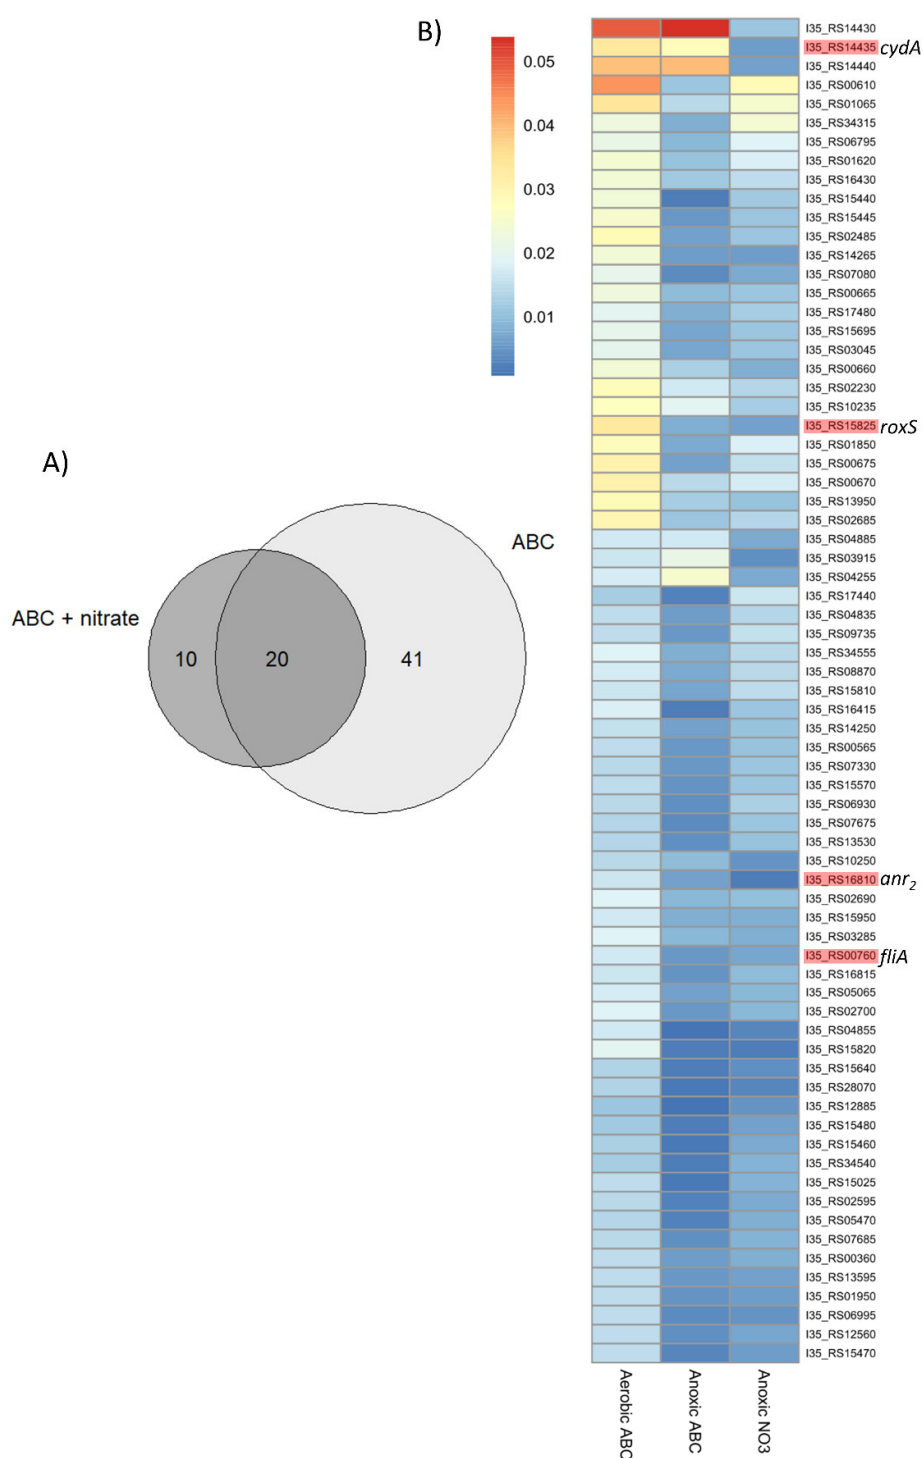 B)
0.05
0.04
0.03
0.02
0.01
I35_RS14430
I35_RS14435 cydA
I35_RS14440
I35_RS00610
I35_RS01065
I35_RS34315
I35_RS06795
I35_RS01620
I35_RS16430
I35_RS15440
I35_RS15445
I35_RS02485
I35_RS14265
I35_RS07080
I35_RS00665
I35_RS17480
I35_RS15695
I35_RS03045
I35_RS00660
I35_RS02230
I35_RS10235
I35_RS15825 roxS
I35_RS01850
I35_RS00675
I35_RS00670
I35_RS13950
I35_RS02685
I35_RS04885
I35_RS03915
I35_RS04255
I35_RS17440
I35_RS04835
I35_RS09735
I35_RS34555
I35_RS08870
I35_RS15810
I35_RS16415
I35_RS14250
I35_RS00565
I35_RS07330
I35_RS15570
I35_RS06930
I35_RS07675
I35_RS13530
I35_RS10250
I35_RS16810 anr2
I35_RS02690
I35_RS15950
I35_RS03285
I35_RS00760 fliA
I35_RS16815
I35_RS05065
I35_RS02700
I35_RS04855
I35_RS15820
I35_RS15640
I35_RS28070
I35_RS12885
I35_RS15480
I35_RS15460
I35_RS34540
I35_RS15025
I35_RS02595
I35_RS05470
I35_RS07685
I35_RS00360
I35_RS13595
I35_RS01950
I35_RS06995
I35_RS12560
I35_RS15470
Aerobic ABC
Anoxic ABC
Anoxic NO3
A)
ABC
ABC + nitrate
10
20
41